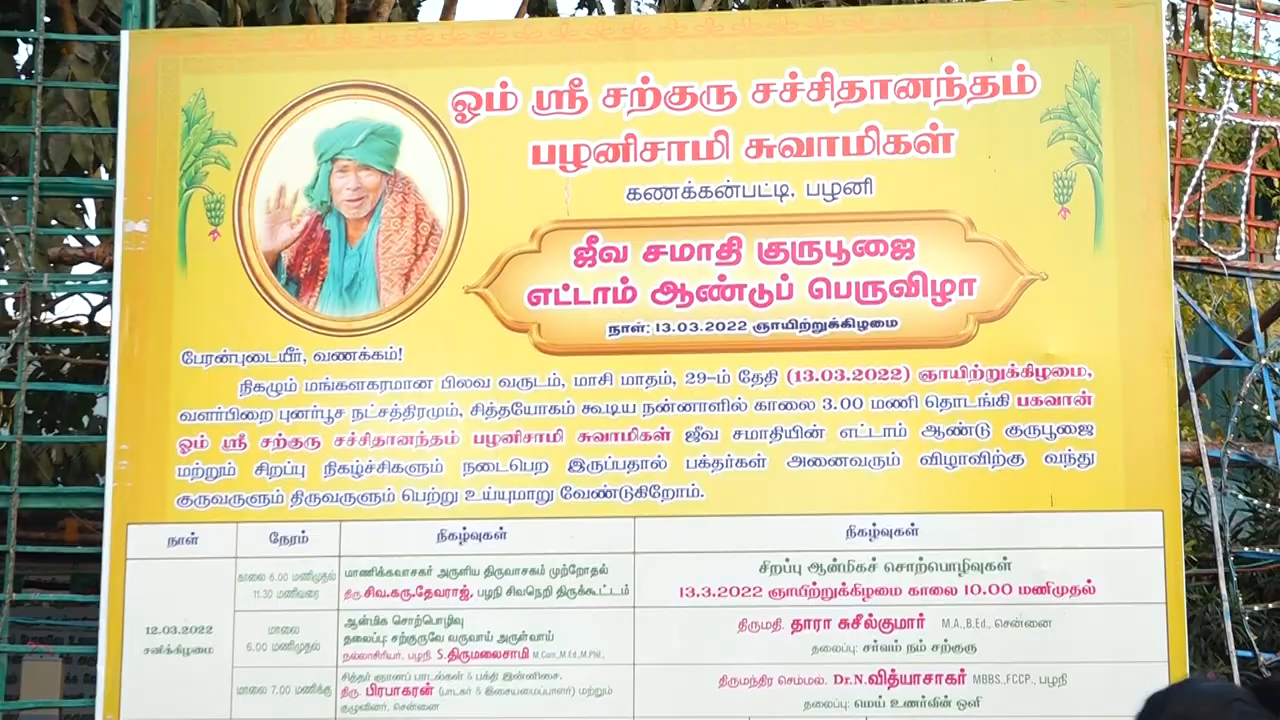 ஓம் ஸ்ரீ சற்குரு சச்சிதானந்தம்
பழனிசாமி சுவாமிகள்
கணக்கன்பட்டி. பழனி
ஜீவ சமாதி குருபூஜை
எட்டாம் ஆண்டுப் பெருவிழா
நாள்: 13.03.2022 ஞாயிற்றுக்கிழமை
பேரன்புடையீர், வணக்கம்!
நிகழும் மங்களகரமான பிலவ வருடம், மாசி மாதம், 29-ம் தேதி (13.03.2022) ஞாயிற்றுக்கிழமை,
வளர்பிறை புனர்பூச நட்சத்திரமும், சித்தயோகம் கூடிய நன்னாளில் காலை 3.00 மணி தொடங்கி பகவான்
ஓம் ஸ்ரீ சற்குரு சச்சிதானந்தம் பழனிசாமி சுவாமிகள் ஜீவ சமாதியின் எட்டாம் ஆண்டு குருபூஜை
மற்றும் சிறப்பு நிகழ்ச்சிகளும் நடைபெற இருப்பதால் பக்தர்கள் அனைவரும் விழாவிற்கு வந்து
குருவருளும் திருவருளும் பெற்று உய்யுமாறு வேண்டுகிறோம்.
நாள் நேரம் நிகழ்வுகள் நிகழ்வுகள்
12.03.2022
சனிக்கிழமை
காலை 6.00 மணிமுதல்
11.30 மணிவரை
மாணிக்கவாசகர் அருளிய திருவாசகம் முற்றோதல்
திரு சிவ.கரு.தேவராஜ், பழநி சிவநெறி திருக்கூட்டம்
மாலை
6.00 மணிமுதல்
ஆன்மிக சொற்பொழிவு
தலைப்பு: சற்குருவே வருவாய் அருள்வாய்
நல்லாசிரியர், பழநி. S.திருமலைசாமி M.Com.,M.Ed.,M.Phil.,
மாலை 7.00 மணிக்கு
சித்தர் ஞானப் பாடல்கள் & பக்தி இன்னிசை.
திரு. பிரபாகரன் (பாடகர் & இசையமைப்பாளர்) மற்றும்
குழுவினர், சென்னை
சிறப்பு ஆன்மிகச் சொற்பொழிவுகள்
13.3.2022 ஞாயிற்றுக்கிழமை காலை 10.00 மணிமுதல்
திருமதி. தாரா சுசீல்குமார் M.A.,B.Ed., சென்னை
தலைப்பு: சர்வம் நம் சற்குரு
திருமந்திர செம்மல். Dr.N.வித்யாசாகர் MBBS.,FCCP., பழநி
தலைப்பு: மெய் உணர்வின் ஒளி